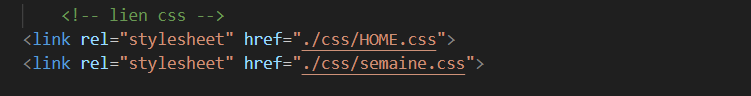 <!-- lien css -->
<link rel="stylesheet" href="./css/HOME.css">
<link rel="stylesheet" href="./css/semaine.css">